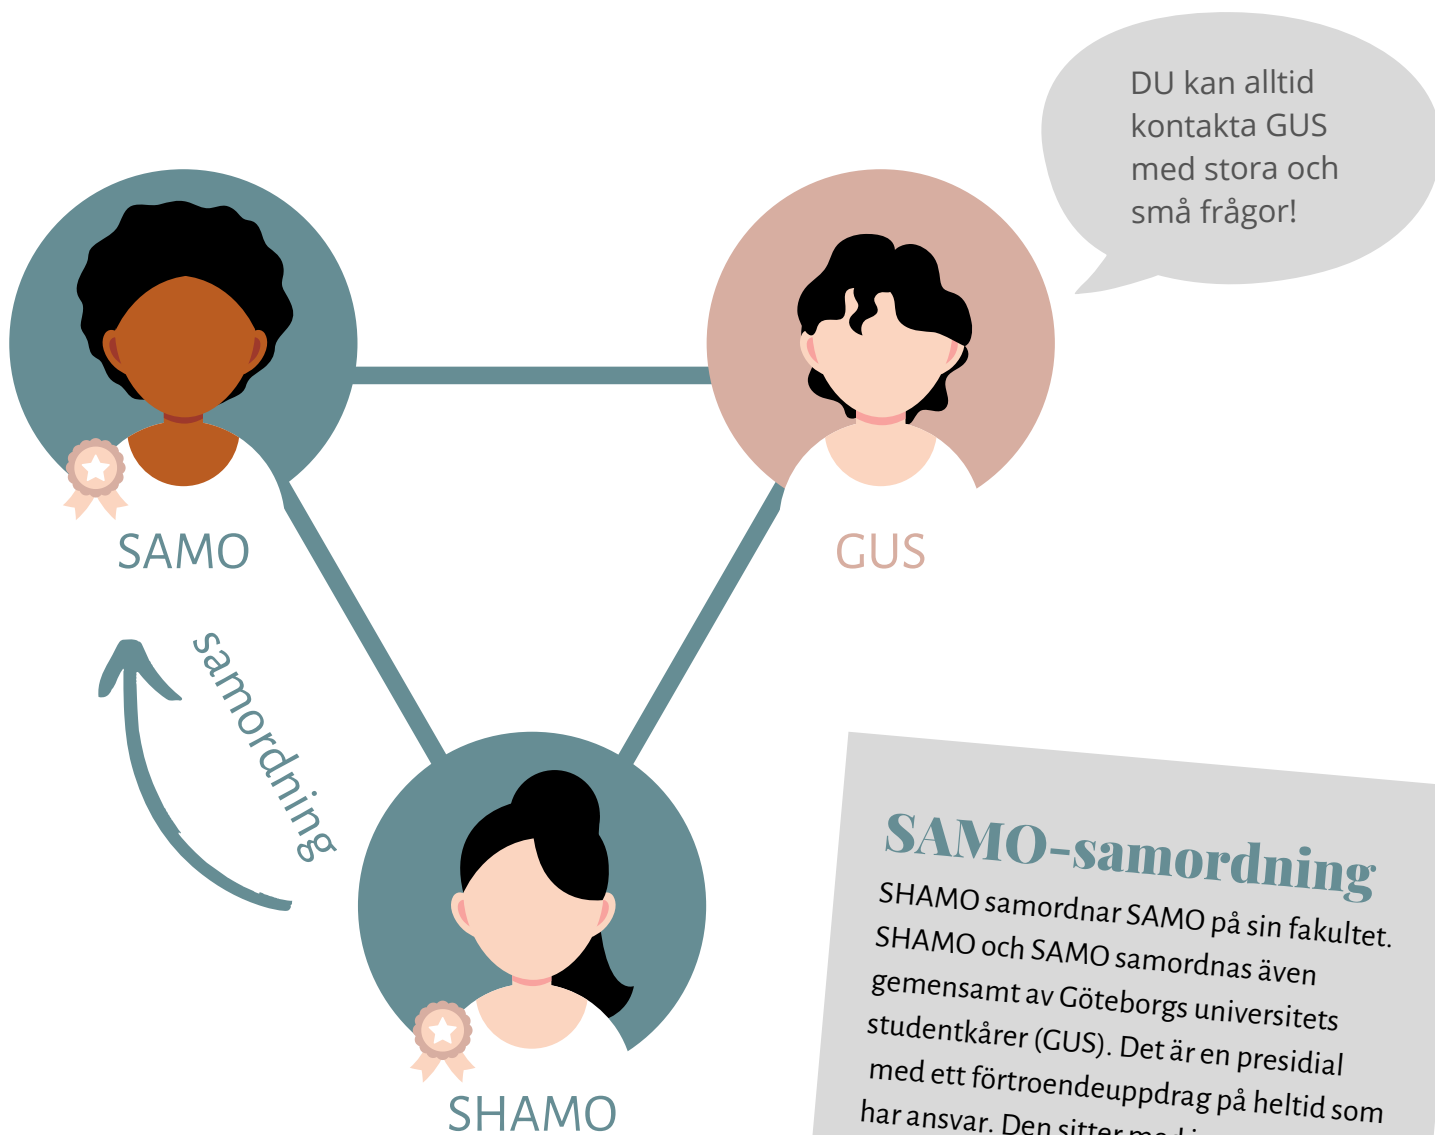 DU kan alltid
kontakta GUS
med stora och
små frågor!
SAMO
GUS
samordning
SHAMO
SAMO-samordning
SHAMO samordnar SAMO på sin fakultet.
SHAMO och SAMO samordnas även
gemensamt av Göteborgs universitets
studentkårer (GUS). Det är en presidial
med ett förtroendeuppdrag på heltid som
har ansvar. Den sitter med i